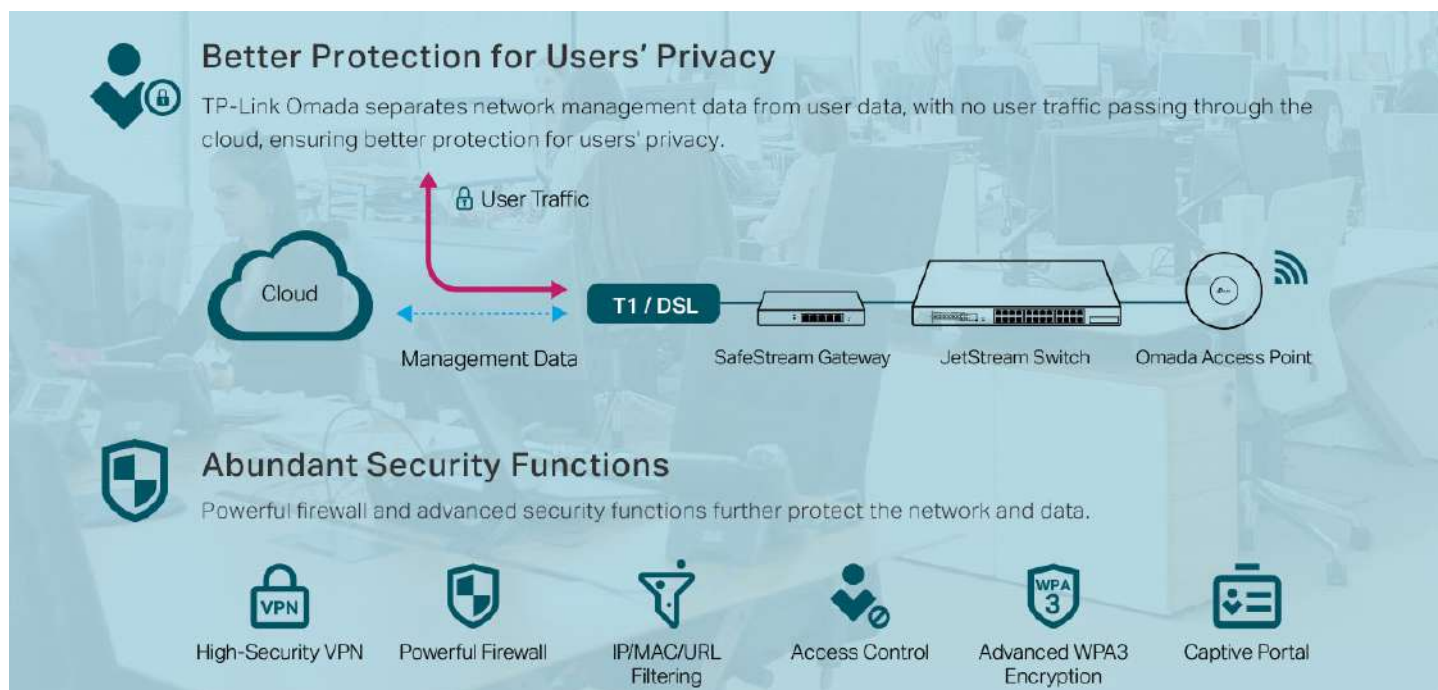 Better Protection for Users' Privacy
TP-Link Omada separates network management data from user data, with no user traffic passing through the
cloud, ensuring better protection for users' privacy.
User Traffic
Cloud
T1 / DSL
Management Data
SafeStream Gateway
JetStream Switch
Omada Access Point
Abundant Security Functions
Powerful firewall and advanced security functions further protect the network and data.
VPN
WPA
3
High-Security VPN
Powerful Firewall
IP/MAC/URL
Filtering
Access Control
Advanced WPA3
Encryption
Captive Portal